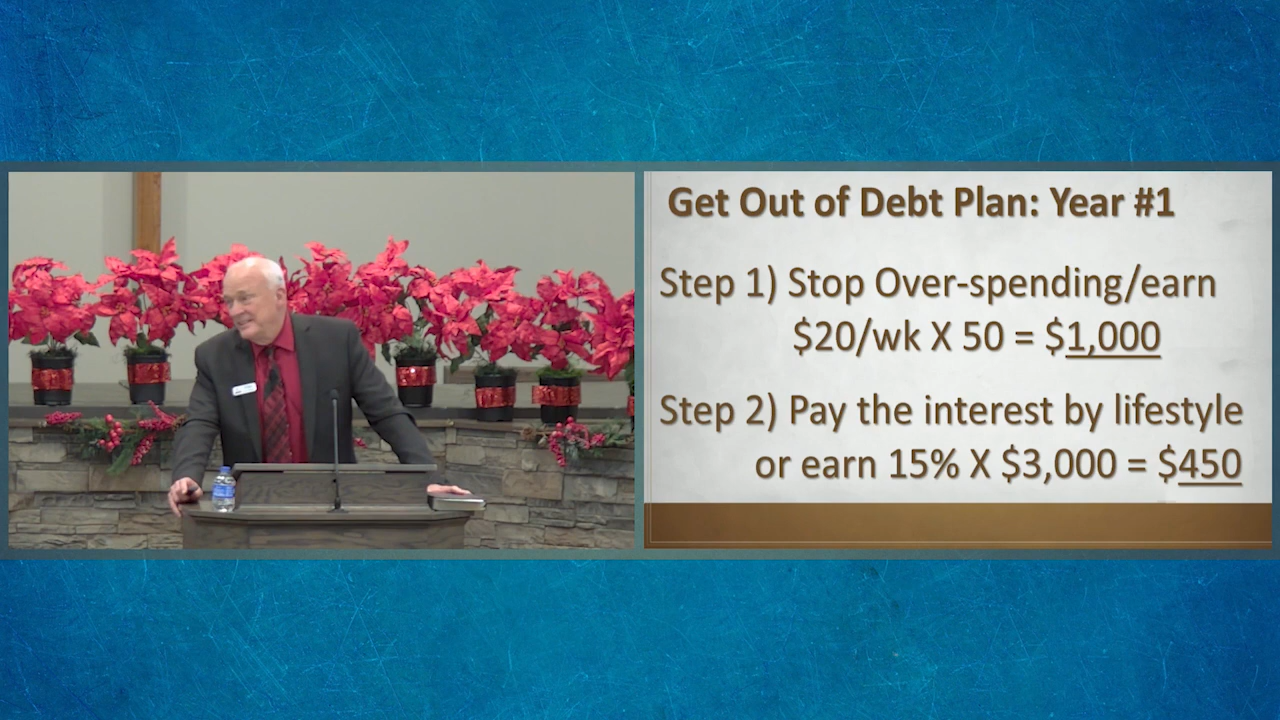 Get Out of Debt Plan: Year #1
Step 1) Stop Over-spending/earn
$20/wk X 50 = $1,000
Step 2) Pay the interest by lifestyle
or earn 15% X $3,000 = $450